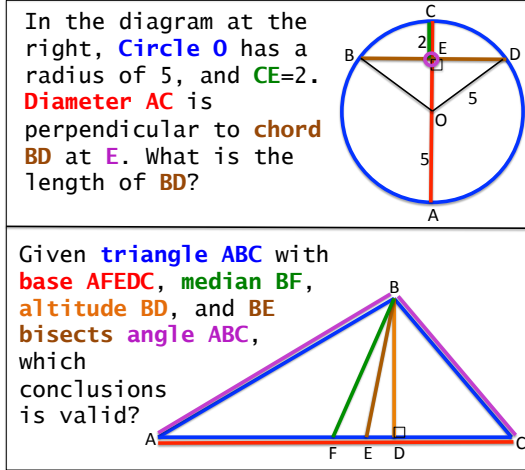 In the diagram at the
right, Circle O has a
radius of 5, and CE=2.
Diameter AC is
perpendicular to chord
BD at E. What is the
length of BD?
C
2 E
B D
5
O
5
A
Given triangle ABC with
base AFEDC, median BF,
altitude BD, and BE
bisects angle ABC,
which
conclusions
is valid?
B
A F E D C